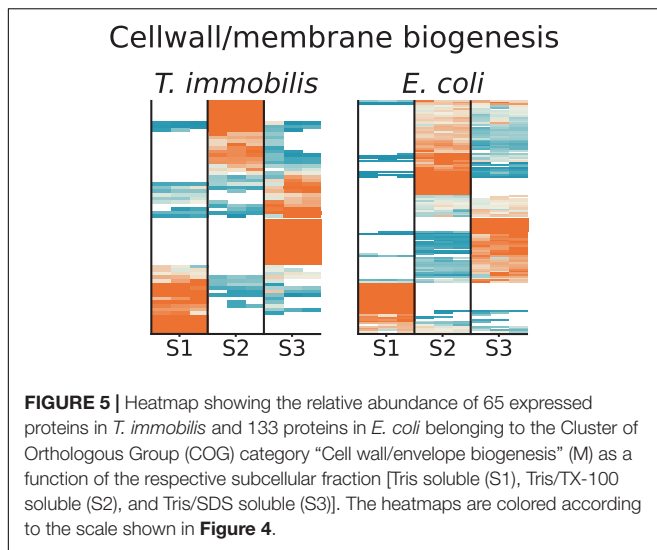 Cellwall/membrane biogenesis
T. immobilis E. coli
S1 S2 S3 S1 S2 S3
FIGURE 5 | Heatmap showing the relative abundance of 65 expressed
proteins in T. immobilis and 133 proteins in E. coli belonging to the Cluster of
Orthologous Group (COG) category “Cell wall/envelope biogenesis” (M) as a
function of the respective subcellular fraction [Tris soluble (S1), Tris/TX-100
soluble (S2), and Tris/SDS soluble (S3)]. The heatmaps are colored according
to the scale shown in Figure 4.